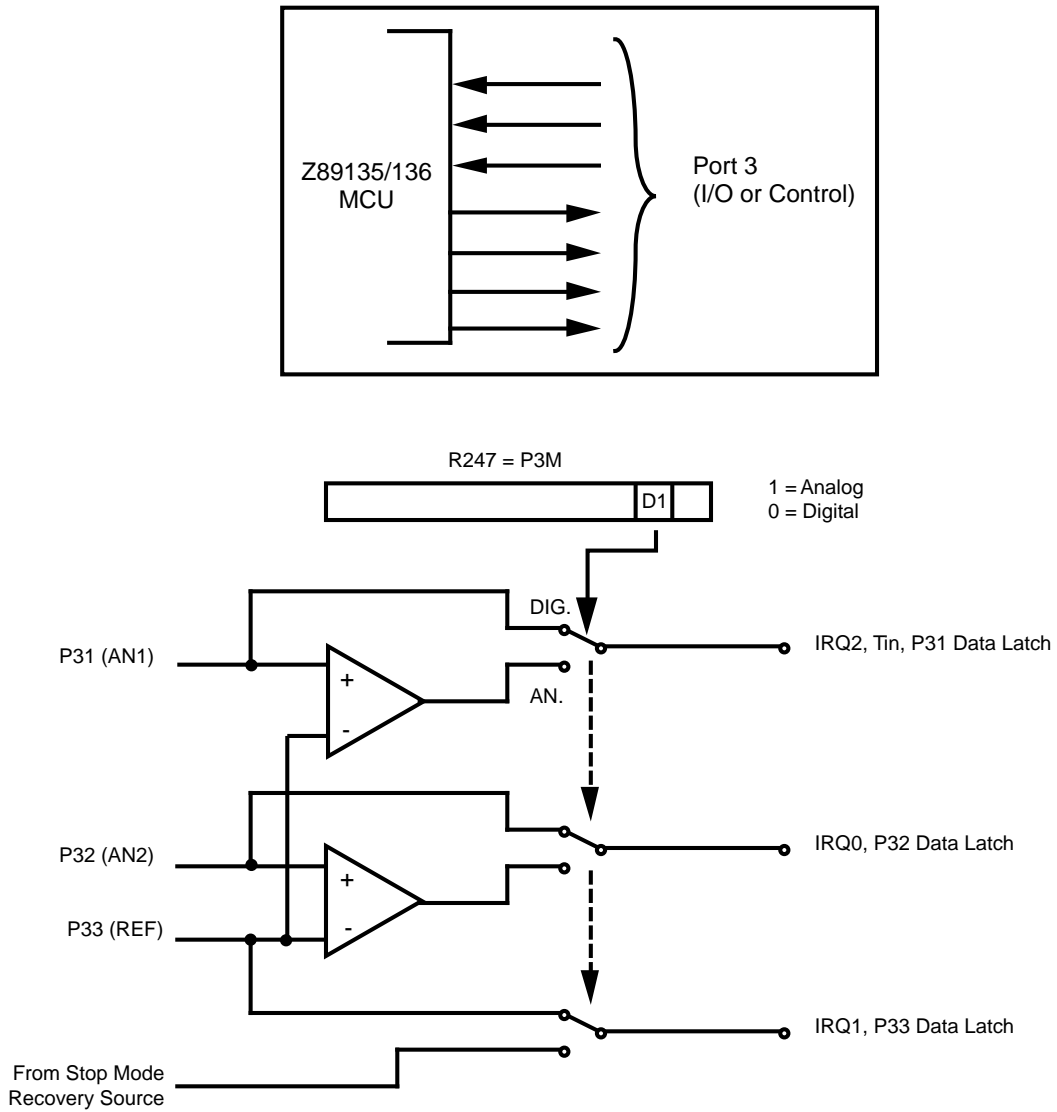 Z89135/136
MCU
Port 3
(I/O or Control)
R247 = P3M
D1
1 = Analog
0 = Digital
DIG.
P31 (AN1)
+
-
AN.
IRQ2, Tin, P31 Data Latch
P32 (AN2)
+
-
IRQ0, P32 Data Latch
P33 (REF)
IRQ1, P33 Data Latch
From Stop Mode
Recovery Source